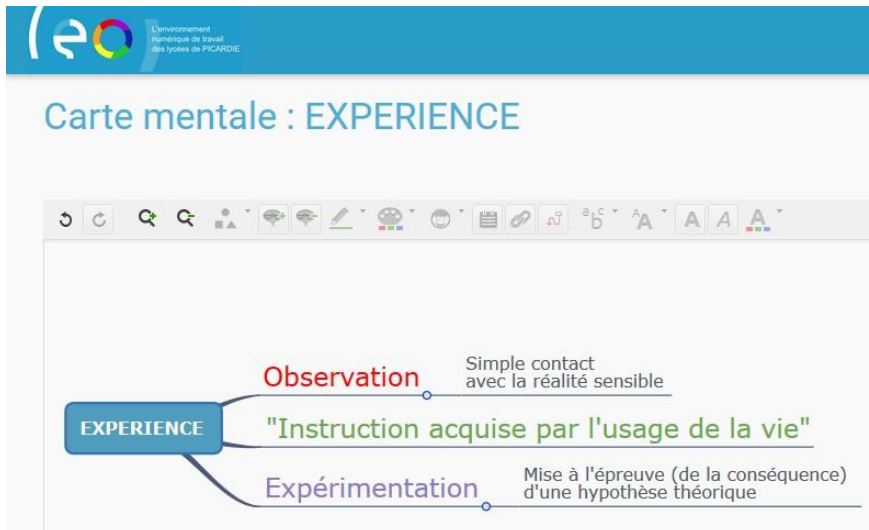 leo
L'environnement
numérique de travail
des lycées de PICARDIE
Carte mentale : EXPERIENCE
Observation
Simple contact
avec la réalité sensible
EXPERIENCE
"Instruction acquise par l'usage de la vie"
Expérimentation
Mise à l'épreuve (de la conséquence)
d'une hypothèse théorique